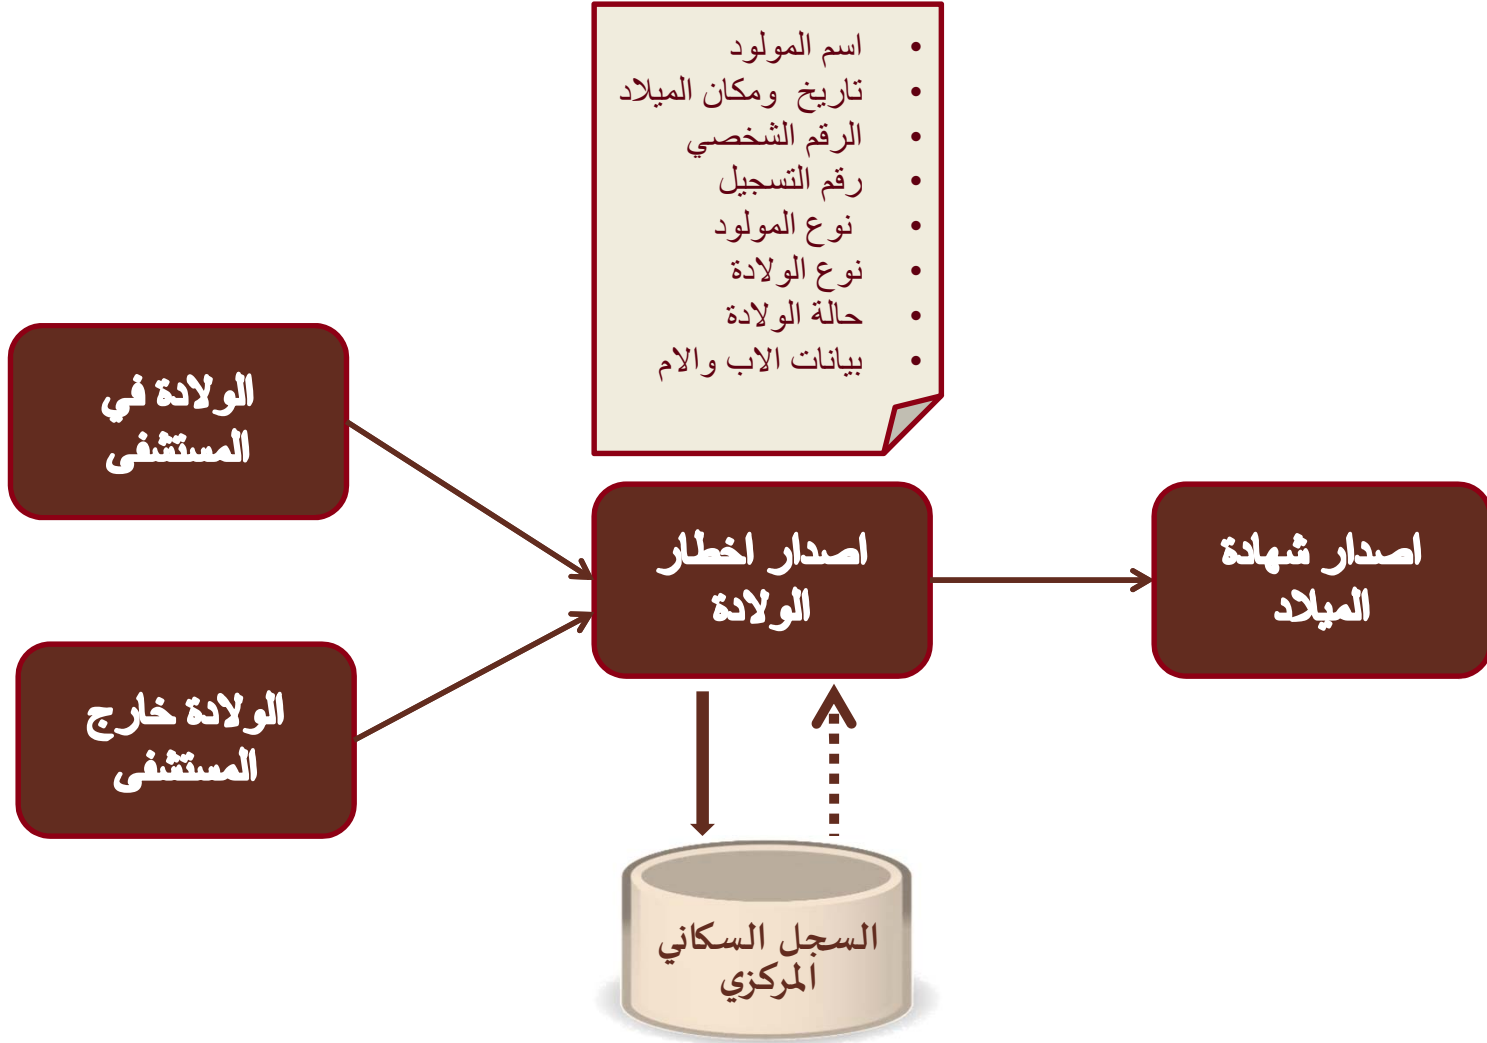 • اسم المولود
• تاريخ ومكان الميلاد
• الرقم الشخصي
• رقم التسجيل
• نوع المولود
• نوع الولادة
• حالة الولادة
• بيانات الاب والام
الولادة في
المستشفى
الولادة خارج
المستشفى
اصدار اخطار
الولادة
اصدار شهادة
الميلاد
السجل السكاني
المركزي